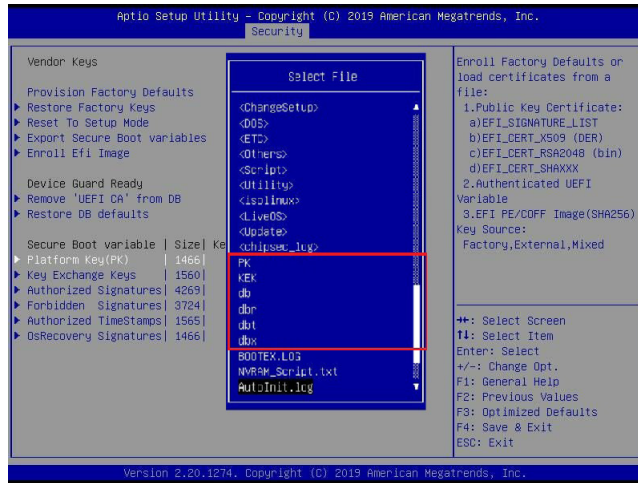 Aptio Setup Utility – Copyright (C) 2019 American Megatrends, Inc.
Security
Vendor Keys
Provision Factory Defaults
Restore Factory Keys
Reset To Setup Mode
Export Secure Boot variables
Enroll Efi Image
Device Guard Ready
Remove 'UEFI CA' from DB
Restore DB defaults
Secure Boot variable | Size| Ke
Platform Key(PK) | 1466|
Key Exchange Keys | 1560|
Authorized Signatures| 4269|
Forbidden Signatures| 3724|
Authorized TimeStamps| 1565|
OsRecovery Signatures| 1466|
Select File
<ChangeSetup>
<DOS>
<ETC>
<Others>
<Script>
<Utility>
<isolinux>
<LiveOS>
<Update>
<chipsec_log>
PK
KEK
db
dbr
dbt
dbx
BOOTEX.LOG
NVRAM_Script.txt
AutoInit.log
Enroll Factory Defaults or
load certificates from a
file:
1.Public Key Certificate:
a)EFI_SIGNATURE_LIST
b)EFI_CERT_X509 (DER)
c)EFI_CERT_RSA2048 (bin)
d)EFI_CERT_SHAXXX
2.Authenticated UEFI
Variable
3.EFI PE/COFF Image(SHA256)
Key Source:
Factory,External,Mixed
→←: Select Screen
↑↓: Select Item
Enter: Select
+/-: Change Opt.
F1: General Help
F2: Previous Values
F3: Optimized Defaults
F4: Save & Exit
ESC: Exit
Version 2.20.1274. Copyright (C) 2019 American Megatrends, Inc.